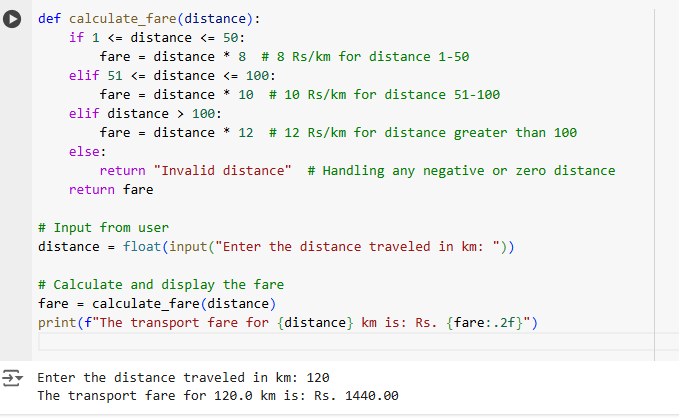 def calculate_fare(distance):
    if 1 <= distance <= 50:
        fare = distance * 8  # 8 Rs/km for distance 1-50
    elif 51 <= distance <= 100:
        fare = distance * 10  # 10 Rs/km for distance 51-100
    elif distance > 100:
        fare = distance * 12  # 12 Rs/km for distance greater than 100
    else:
        return "Invalid distance"  # Handling any negative or zero distance
    return fare

# Input from user
distance = float(input("Enter the distance traveled in km: "))

# Calculate and display the fare
fare = calculate_fare(distance)
print(f"The transport fare for {distance} km is: Rs. {fare:.2f}")

Enter the distance traveled in km: 120
The transport fare for 120.0 km is: Rs. 1440.00